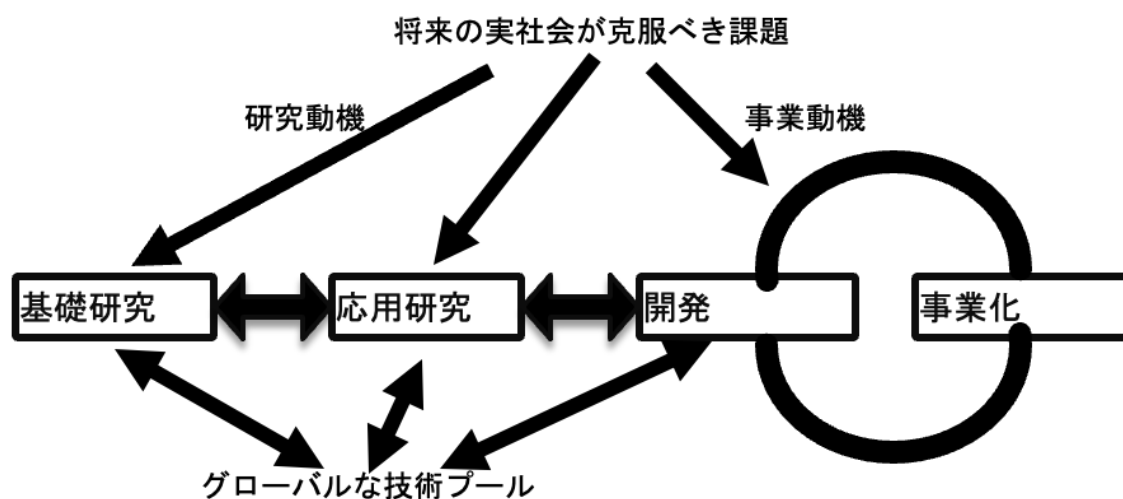 将来の実社会が克服べき課題
研究動機
事業動機
基礎研究
応用研究
開発
事業化
グローバルな技術プール